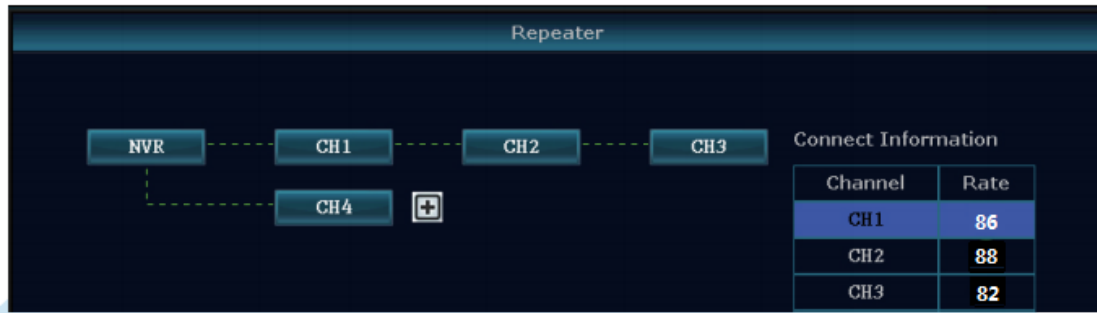 Repeater
NVR CH1 CH2 CH3
CH4
Connect Information
Channel Rate
CH1 86
CH2 88
CH3 82